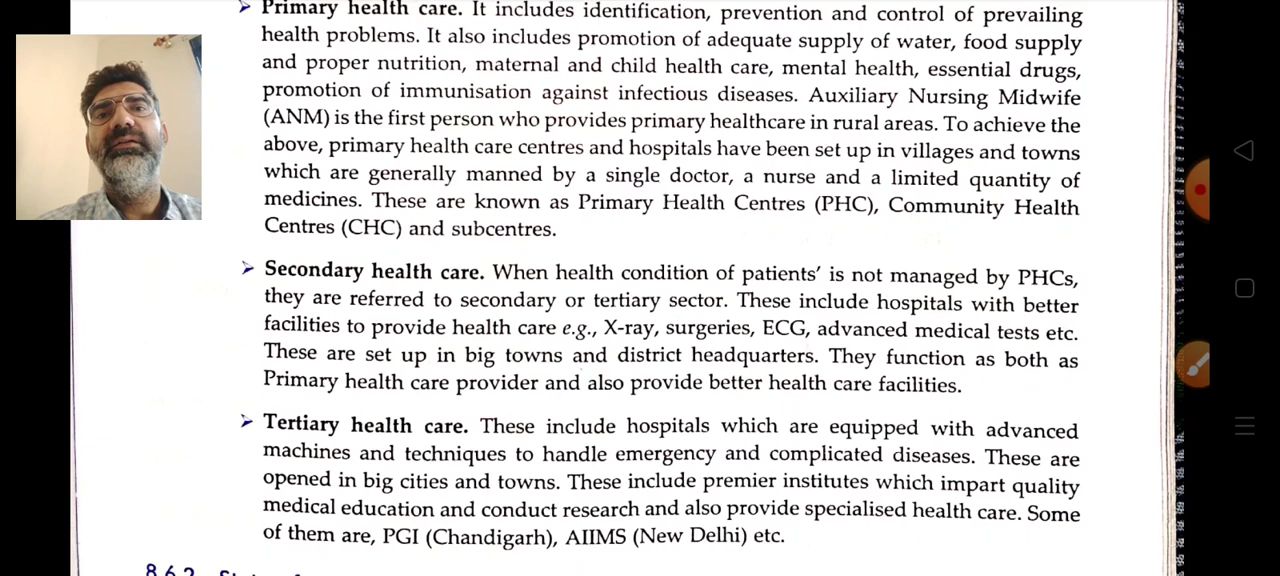 ➢ Primary health care. It includes identification, prevention and control of prevailing
health problems. It also includes promotion of adequate supply of water, food supply
and proper nutrition, maternal and child health care, mental health, essential drugs,
promotion of immunisation against infectious diseases. Auxiliary Nursing Midwife
(ANM) is the first person who provides primary healthcare in rural areas. To achieve the
above, primary health care centres and hospitals have been set up in villages and towns
which are generally manned by a single doctor, a nurse and a limited quantity of
medicines. These are known as Primary Health Centres (PHC), Community Health
Centres (CHC) and subcentres.
➢ Secondary health care. When health condition of patients' is not managed by PHCs,
they are referred to secondary or tertiary sector. These include hospitals with better
facilities to provide health care e.g., X-ray, surgeries, ECG, advanced medical tests etc.
These are set up in big towns and district headquarters. They function as both as
Primary health care provider and also provide better health care facilities.
➢ Tertiary health care. These include hospitals which are equipped with advanced
machines and techniques to handle emergency and complicated diseases. These are
opened in big cities and towns. These include premier institutes which impart quality
medical education and conduct research and also provide specialised health care. Some
of them are, PGI (Chandigarh), AIIMS (New Delhi) etc.
8.6.2